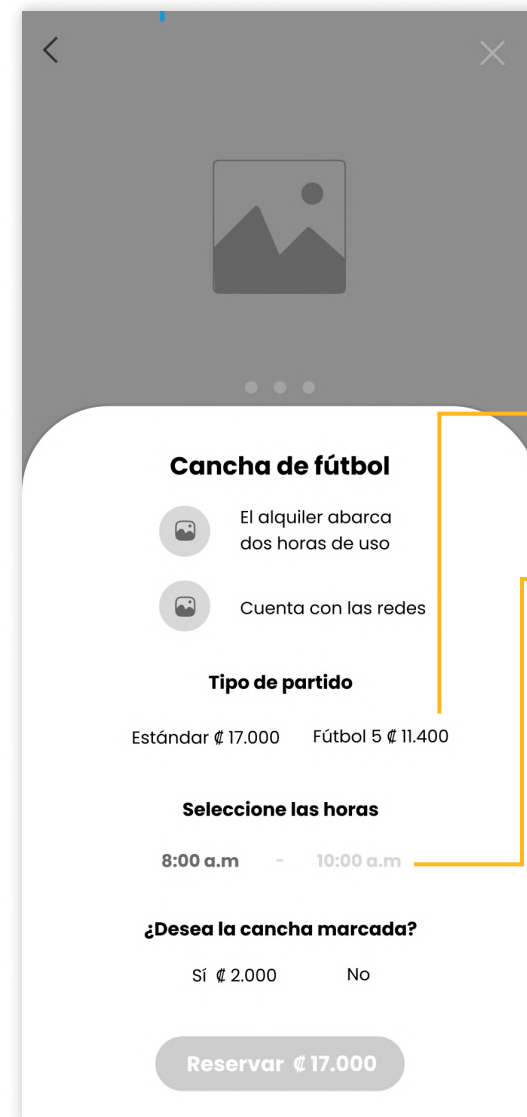 Cancha de fútbol
El alquiler abarca
dos horas de uso
Cuenta con las redes
Tipo de partido
Estándar ₡ 17.000 Fútbol 5 ₡ 11.400
Seleccione las horas
8:00 a.m - 10:00 a.m
¿Desea la cancha marcada?
Sí ₡ 2.000 No
Reservar ₡ 17.000